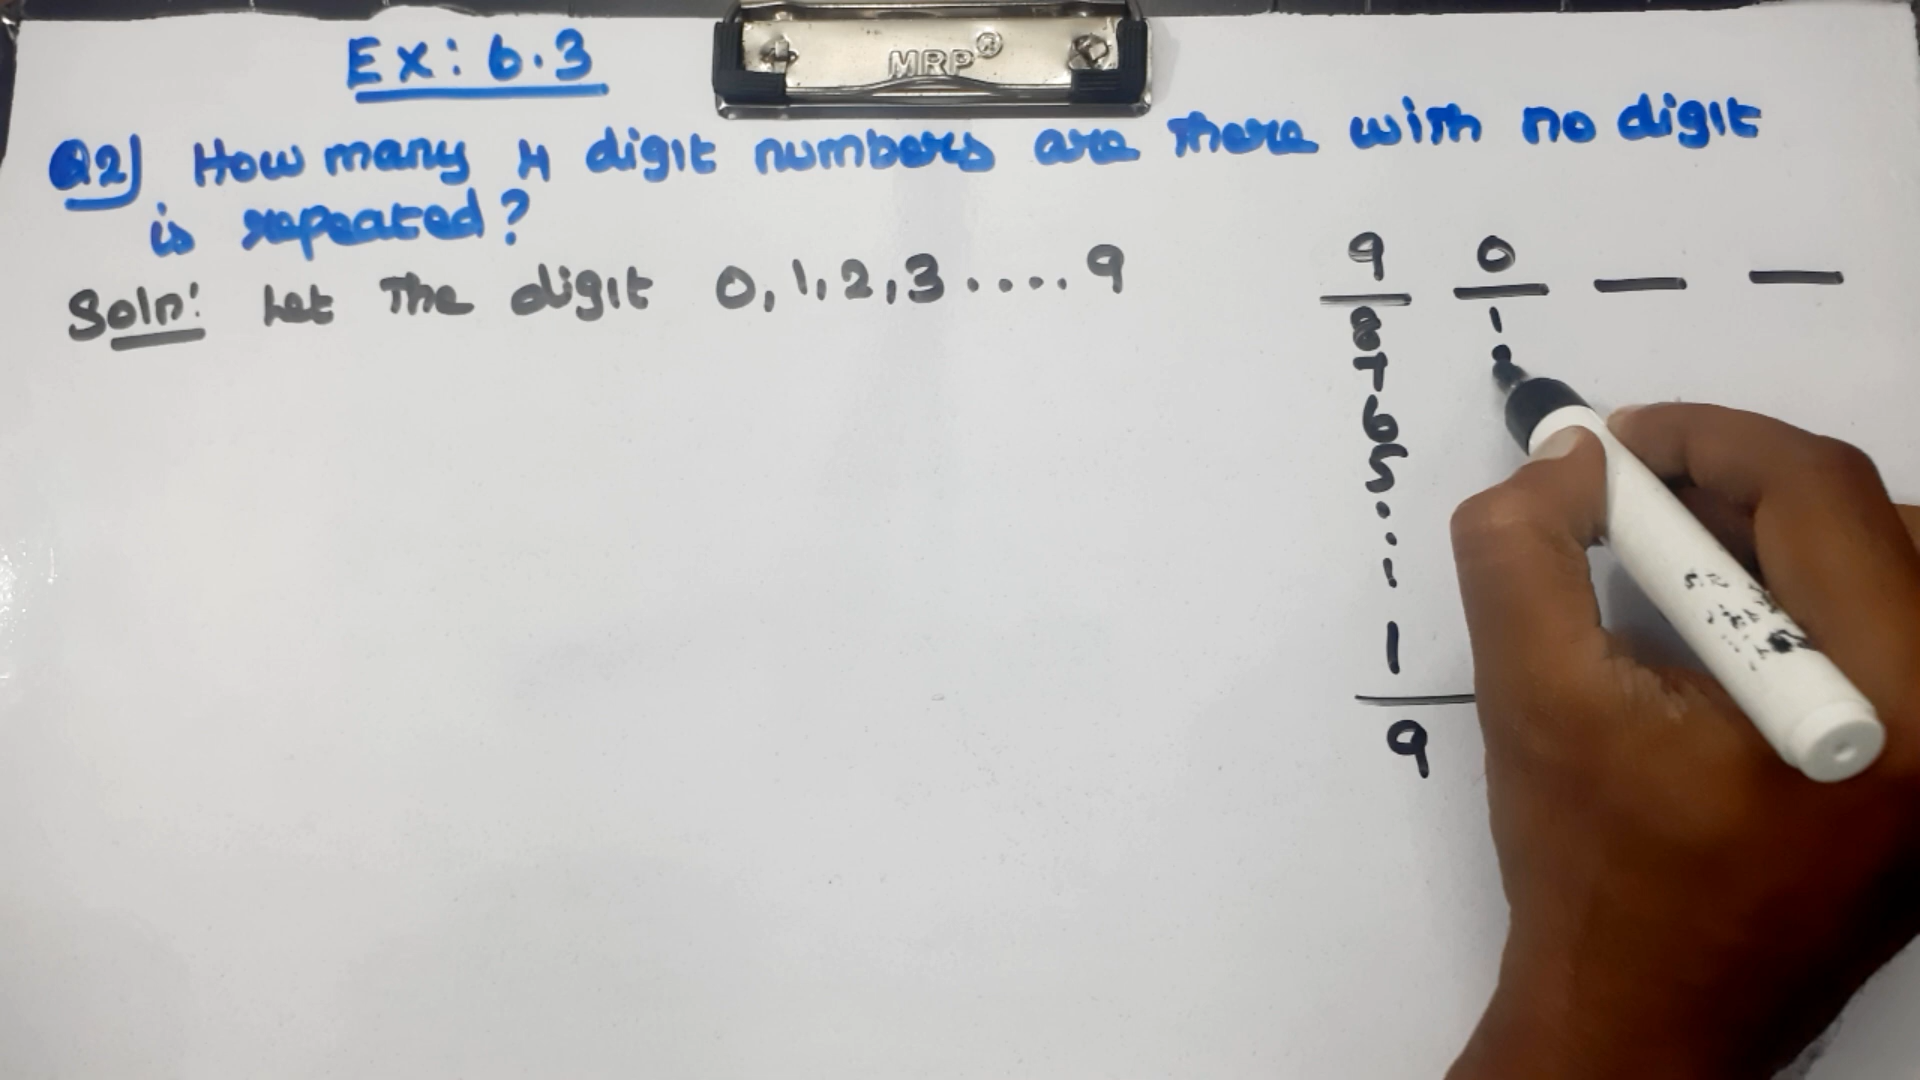 MRP®
Ex: 6.3
Q2) How many 4 digit numbers are there with no digit
is repeated?
Soln: Let the digit 0, 1, 2, 3 .... 9
9 0 _ _
8 1
7
6
5
.
.
.
1
9